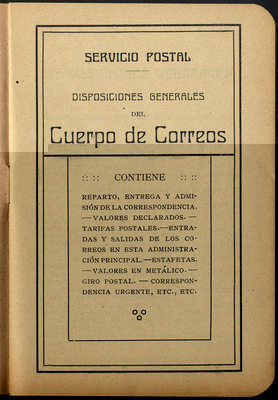 SERVICIO POSTAL
DISPOSICIONES GENERALES
DEL
Cuerpo de Correos
:: :: CONTIENE :: ::
REPARTO, ENTREGA Y ADMI-
SIÓN DE LA CORRESPONDENCIA.
—VALORES DECLARADOS.—
TARIFAS POSTALES.—ENTRA-
DAS Y SALIDAS DE LOS CO-
RREOS EN ESTA ADMINISTRA-
CIÓN PRINCIPAL.—ESTAFETAS.
—VALORES EN METÁLICO.—
GIRO POSTAL. — CORRESPON-
DENCIA URGENTE, ETC., ETC.